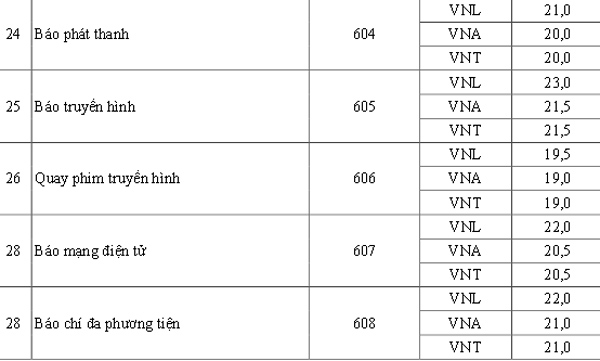 VNL 21,0
24 Báo phát thanh 604 VNA 20,0
VNT 20,0
VNL 23,0
25 Báo truyền hình 605 VNA 21,5
VNT 21,5
VNL 19,5
26 Quay phim truyền hình 606 VNA 19,0
VNT 19,0
VNL 22,0
28 Báo mạng điện tử 607 VNA 20,5
VNT 20,5
VNL 22,0
28 Báo chí đa phương tiện 608 VNA 21,0
VNT 21,0